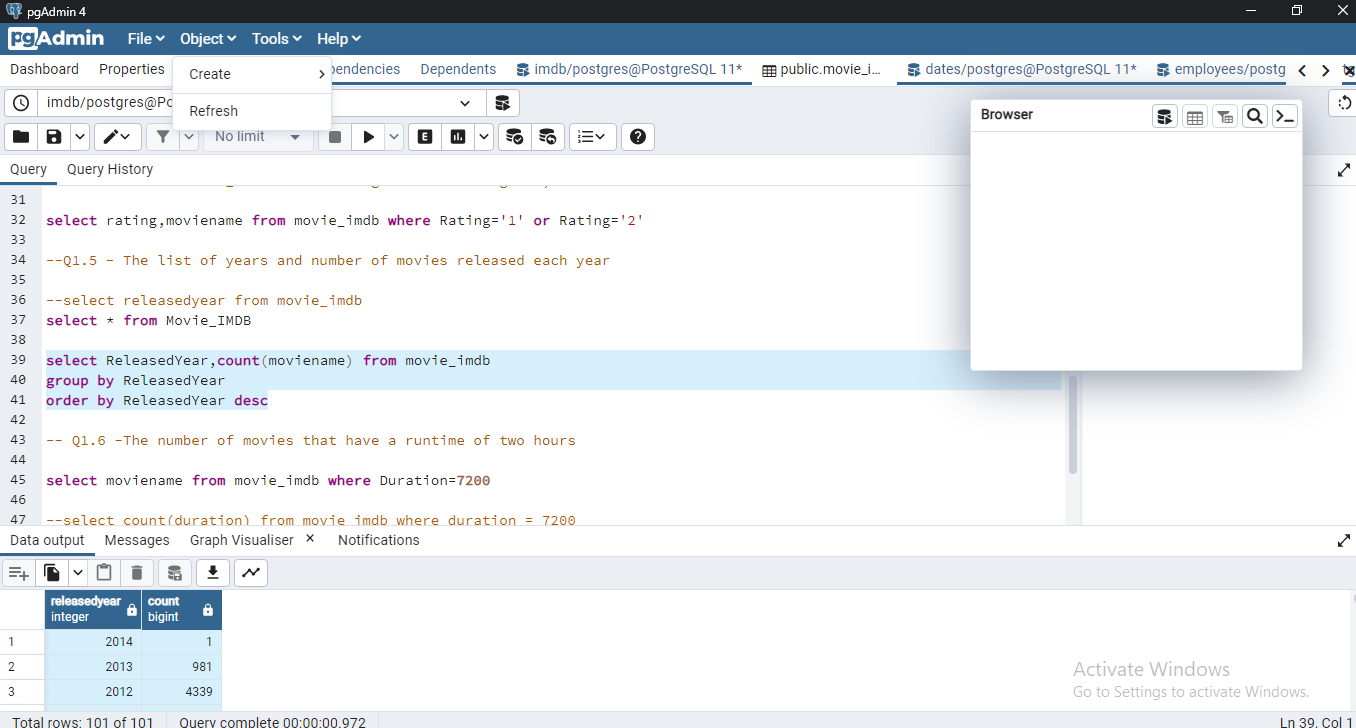 pgAdmin 4
pgAdmin File Object Tools Help
Dashboard Properties endencies Dependents imdb/postgres@PostgreSQL 11* public.movie_i... dates/postgres@PostgreSQL 11* employees/postg
Create
imdb/postgres@Po
Refresh
Browser
No limit
Query Query History
31
32 select rating,moviename from movie_imdb where Rating='1' or Rating='2'
33
34 --Q1.5 - The list of years and number of movies released each year
35
36 --select releasedyear from movie_imdb
37 select * from Movie_IMDB
38
39 select ReleasedYear,count(moviename) from movie_imdb
40 group by ReleasedYear
41 order by ReleasedYear desc
42
43 -- Q1.6 -The number of movies that have a runtime of two hours
44
45 select moviename from movie_imdb where Duration=7200
46
47 --select count(duration) from movie_imdb where duration = 7200
Data output Messages Graph Visualiser × Notifications
releasedyear count
integer bigint
1 2014 1
2 2013 981
3 2012 4339
Activate Windows
Go to Settings to activate Windows.
Total rows: 101 of 101 Query complete 00:00:00.972 Ln 39, Col 1